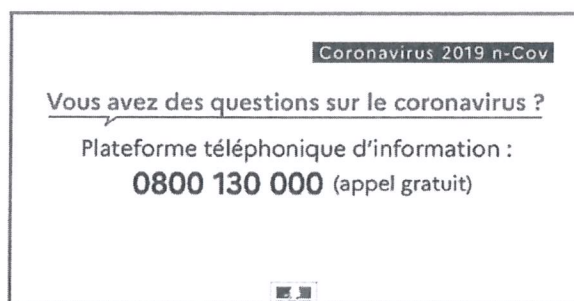 Coronavirus 2019 n-Cov
Vous avez des questions sur le coronavirus ?
Plateforme téléphonique d'information :
0800 130 000 (appel gratuit)